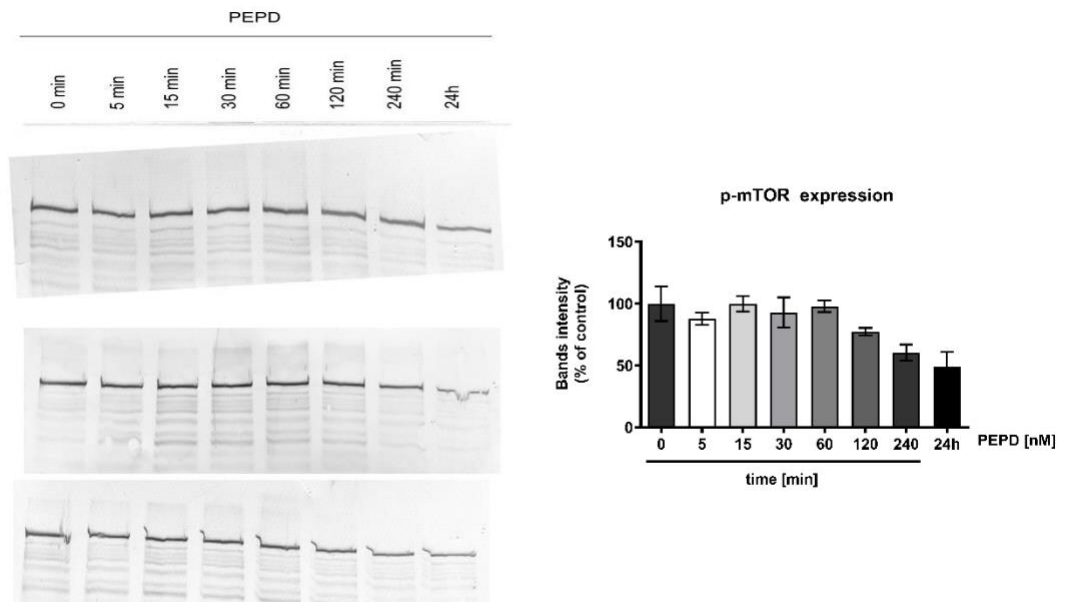 PEPD
0 min 5 min 15 min 30 min 60 min 120 min 240 min 24h
p-mTOR expression
Bands intensity
(% of control)
150
100
50
0
0 5 15 30 60 120 240 24h PEPD [nM]
time [min]